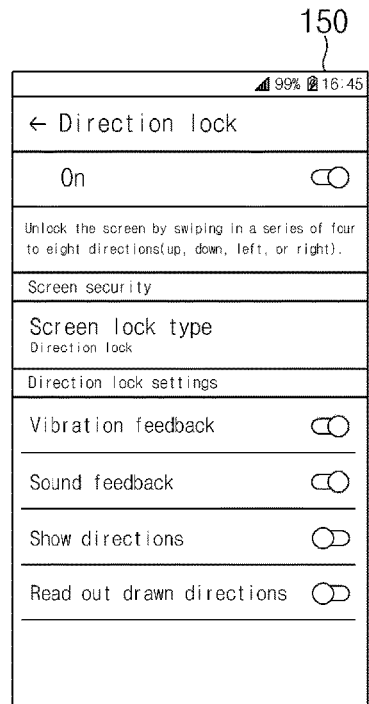 150
99% 16:45
← Direction lock
On
Unlock the screen by swiping in a series of four
to eight directions(up, down, left, or right).
Screen security
Screen lock type
Direction lock
Direction lock settings
Vibration feedback
Sound feedback
Show directions
Read out drawn directions